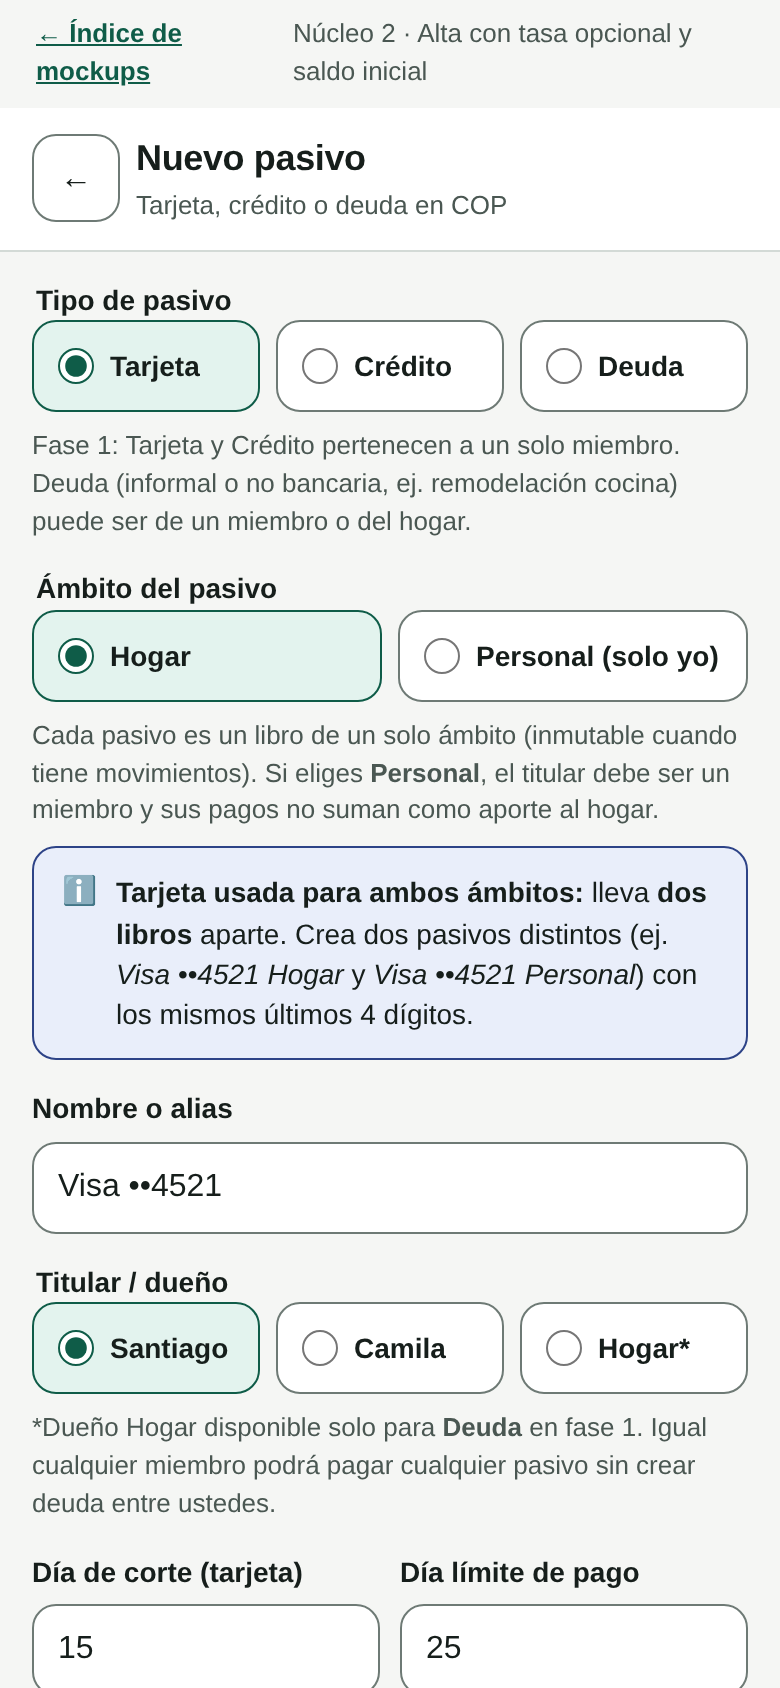 ← Índice de
mockups
Núcleo 2 · Alta con tasa opcional y
saldo inicial
←
Nuevo pasivo
Tarjeta, crédito o deuda en COP
Tipo de pasivo
Tarjeta
Crédito
Deuda
Fase 1: Tarjeta y Crédito pertenecen a un solo miembro.
Deuda (informal o no bancaria, ej. remodelación cocina)
puede ser de un miembro o del hogar.
Ámbito del pasivo
Hogar
Personal (solo yo)
Cada pasivo es un libro de un solo ámbito (inmutable cuando
tiene movimientos). Si eliges Personal, el titular debe ser un
miembro y sus pagos no suman como aporte al hogar.
ℹ️ Tarjeta usada para ambos ámbitos: lleva dos
libros aparte. Crea dos pasivos distintos (ej.
Visa ••4521 Hogar y Visa ••4521 Personal) con
los mismos últimos 4 dígitos.
Nombre o alias
Visa ••4521
Titular / dueño
Santiago
Camila
Hogar*
*Dueño Hogar disponible solo para Deuda en fase 1. Igual
cualquier miembro podrá pagar cualquier pasivo sin crear
deuda entre ustedes.
Día de corte (tarjeta)
Día límite de pago
15
25